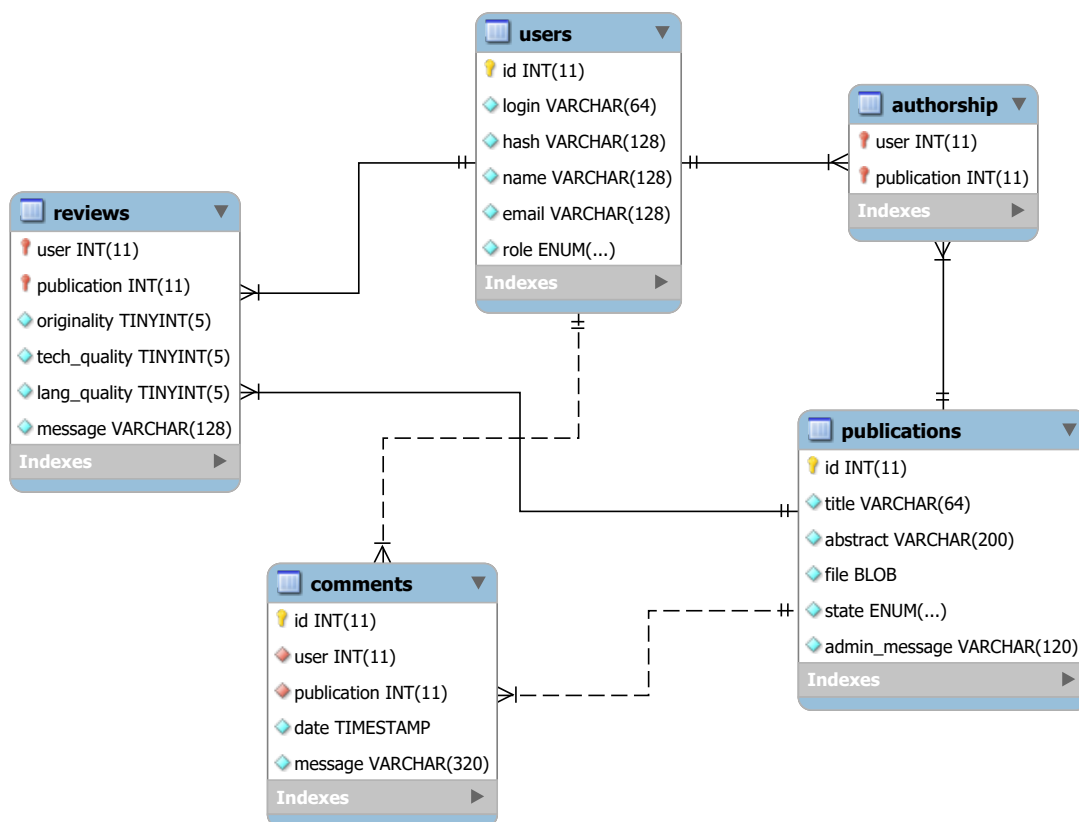 users
id INT(11)
login VARCHAR(64)
hash VARCHAR(128)
name VARCHAR(128)
email VARCHAR(128)
role ENUM(...)
Indexes
authorship
user INT(11)
publication INT(11)
Indexes
reviews
user INT(11)
publication INT(11)
originality TINYINT(5)
tech_quality TINYINT(5)
lang_quality TINYINT(5)
message VARCHAR(128)
Indexes
publications
id INT(11)
title VARCHAR(64)
abstract VARCHAR(200)
file BLOB
state ENUM(...)
admin_message VARCHAR(120)
Indexes
comments
id INT(11)
user INT(11)
publication INT(11)
date TIMESTAMP
message VARCHAR(320)
Indexes